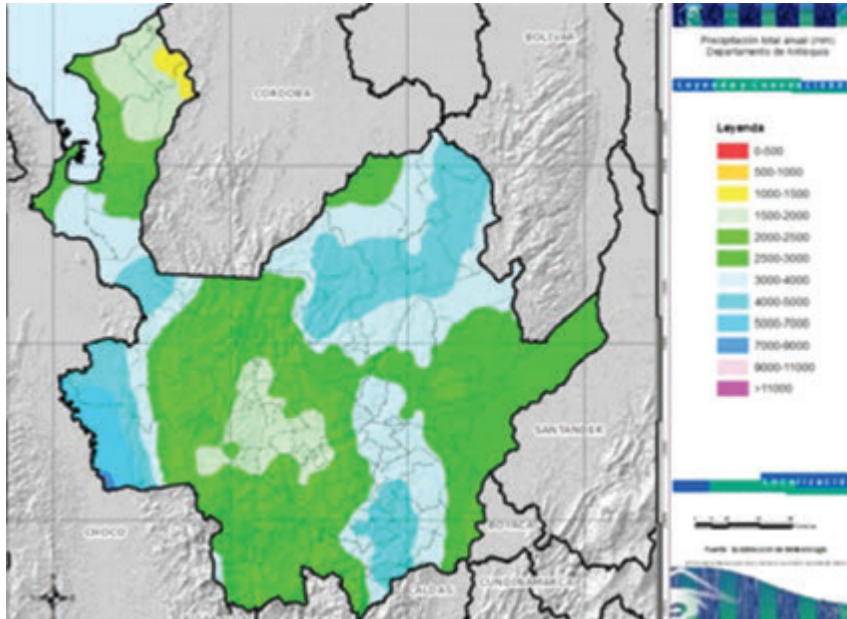 BOLIVAR
CORDOBA
SANTANDER
CHOCO
BOYACA
CUNDINAMARCA
CALDAS
Precipitación total anual (mm)
Departamento de Antioquia
Leyenda
0-500
500-1000
1000-1500
1500-2000
2000-2500
2500-3000
3000-4000
4000-5000
5000-7000
7000-9000
9000-11000
>11000